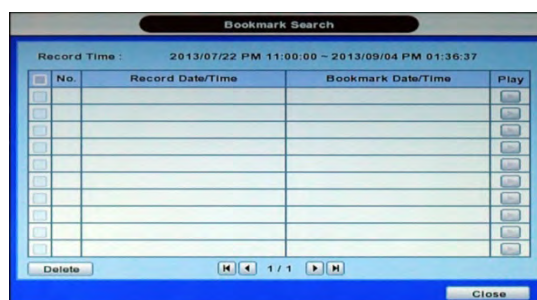 Bookmark Search
Record Time : 2013/07/22 PM 11:00:00 ~ 2013/09/04 PM 01:36:37
No. Record Date/Time Bookmark Date/Time Play
Delete 1 / 1
Close